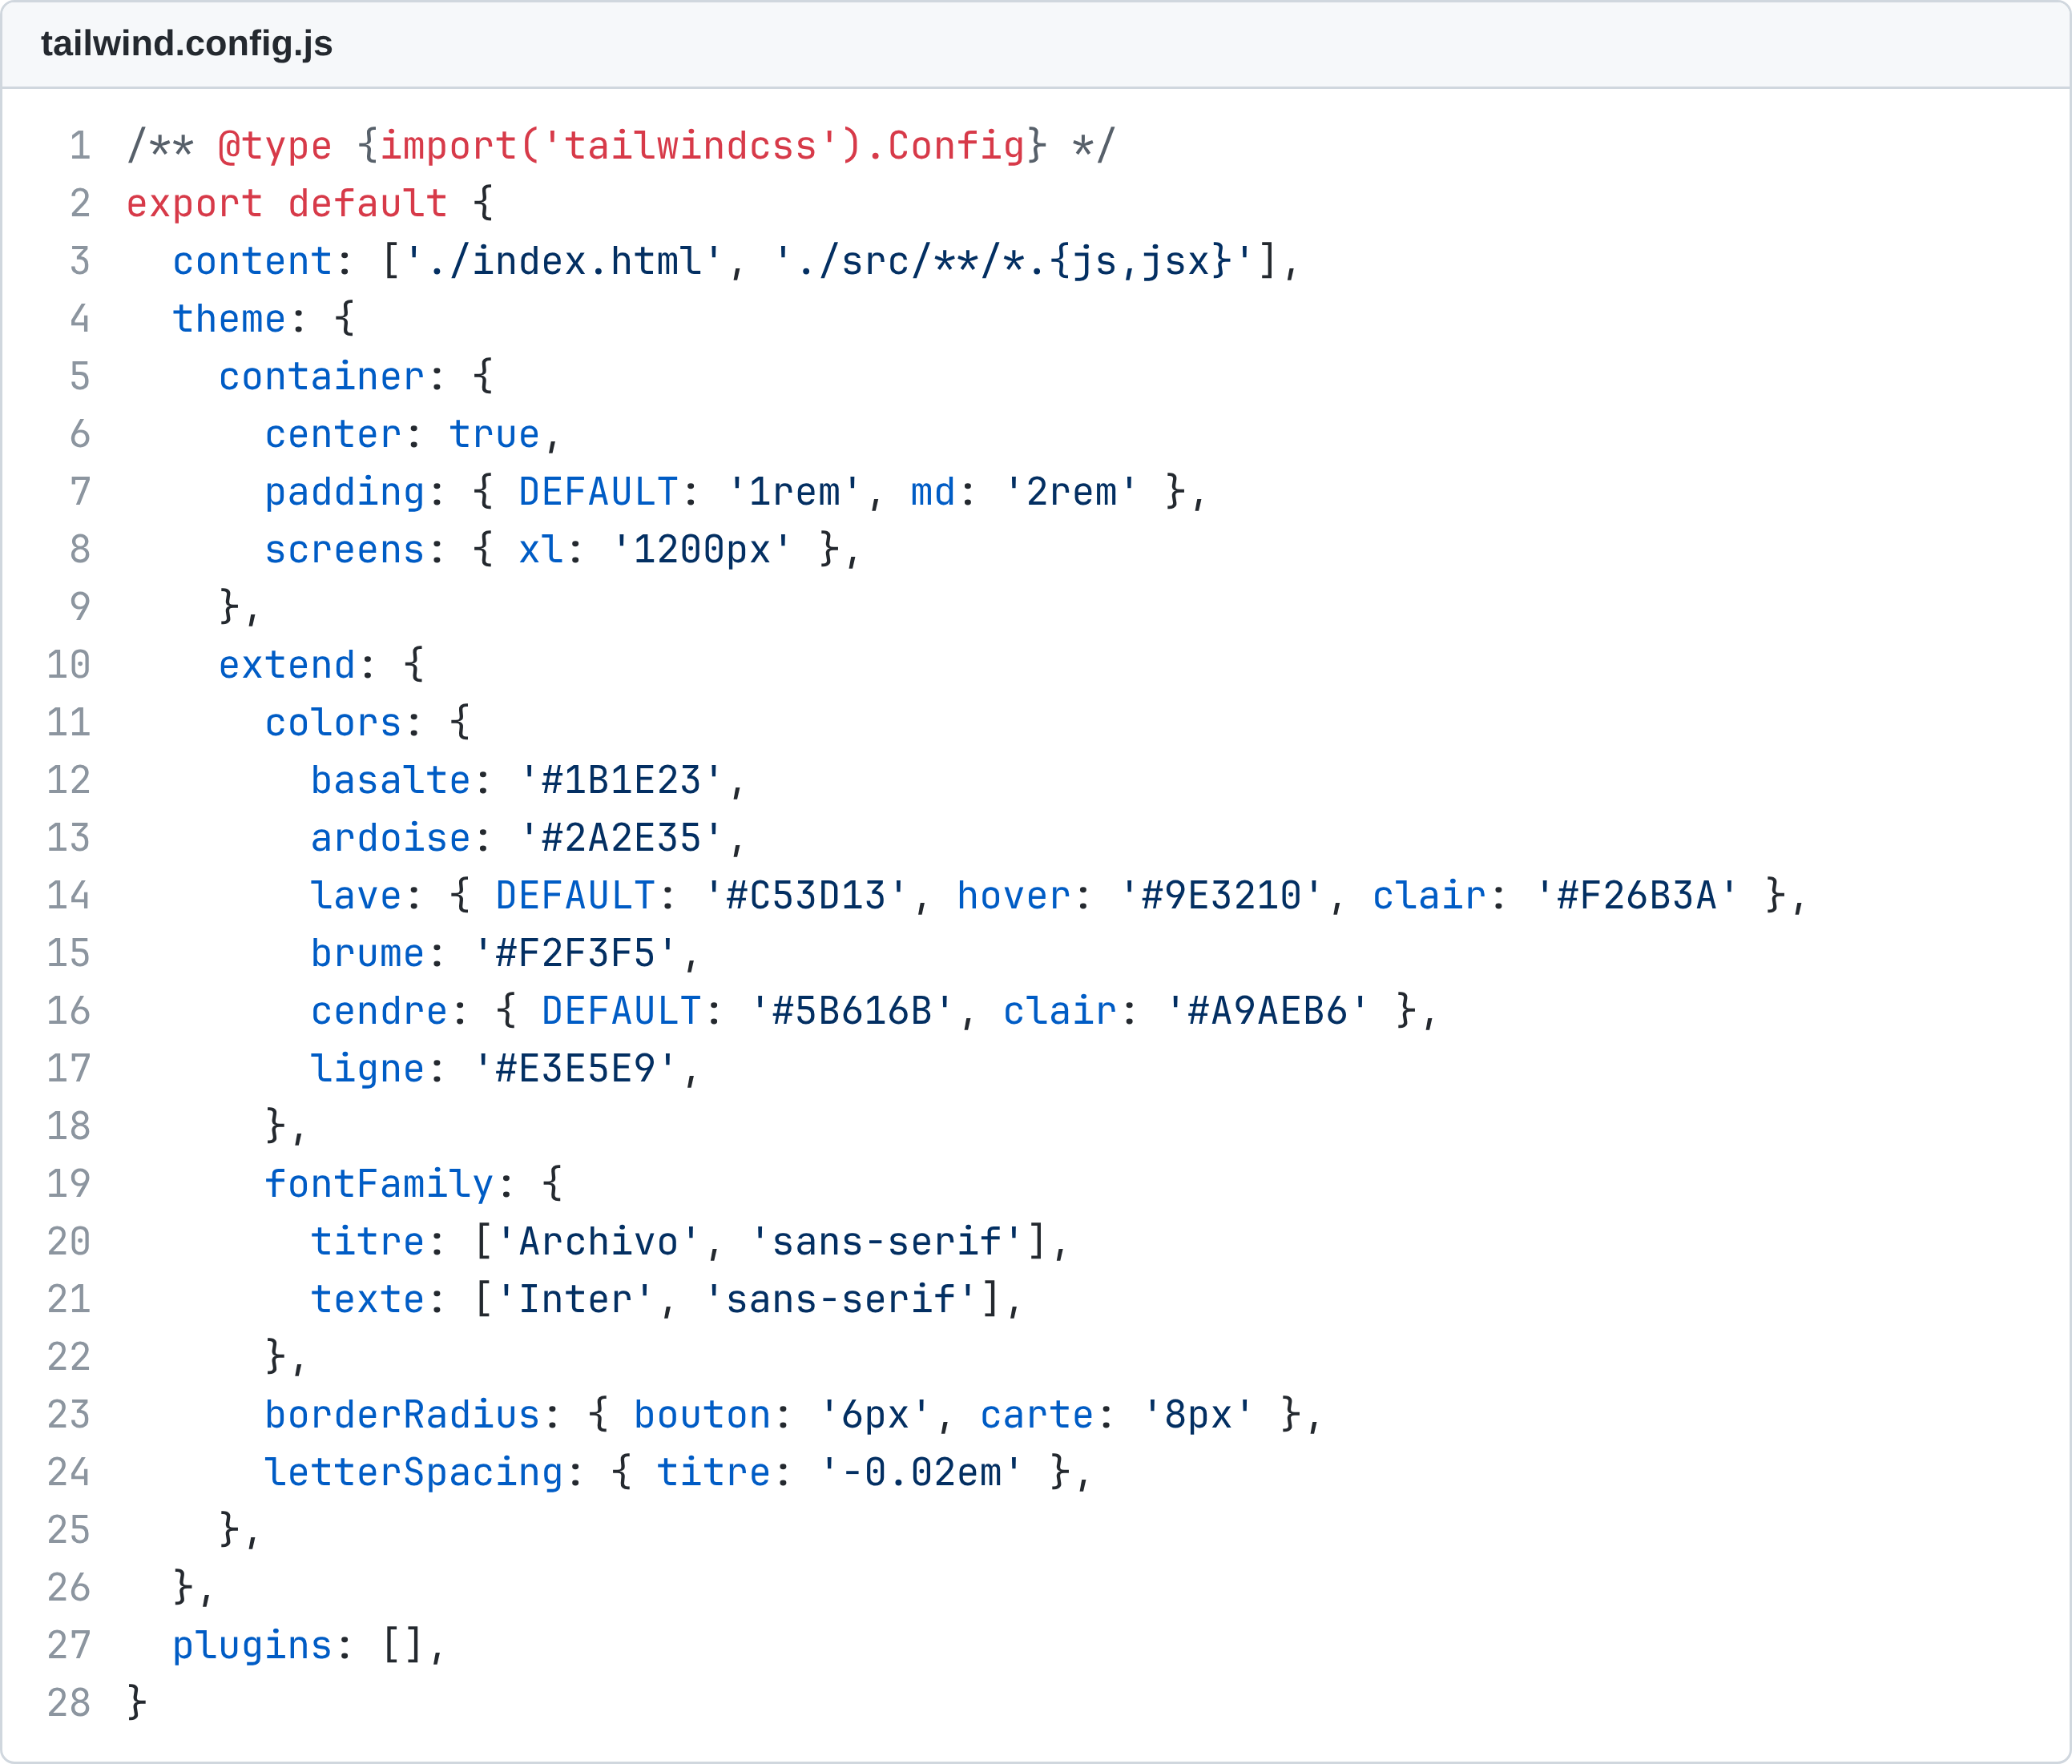 tailwind.config.js
1 /** @type {import('tailwindcss').Config} */
2 export default {
3   content: ['./index.html', './src/**/*.{js,jsx}'],
4   theme: {
5     container: {
6       center: true,
7       padding: { DEFAULT: '1rem', md: '2rem' },
8       screens: { xl: '1200px' },
9     },
10     extend: {
11       colors: {
12         basalte: '#1B1E23',
13         ardoise: '#2A2E35',
14         lave: { DEFAULT: '#C53D13', hover: '#9E3210', clair: '#F26B3A' },
15         brume: '#F2F3F5',
16         cendre: { DEFAULT: '#5B616B', clair: '#A9AEB6' },
17         ligne: '#E3E5E9',
18       },
19       fontFamily: {
20         titre: ['Archivo', 'sans-serif'],
21         texte: ['Inter', 'sans-serif'],
22       },
23       borderRadius: { bouton: '6px', carte: '8px' },
24       letterSpacing: { titre: '-0.02em' },
25     },
26   },
27   plugins: [],
28 }